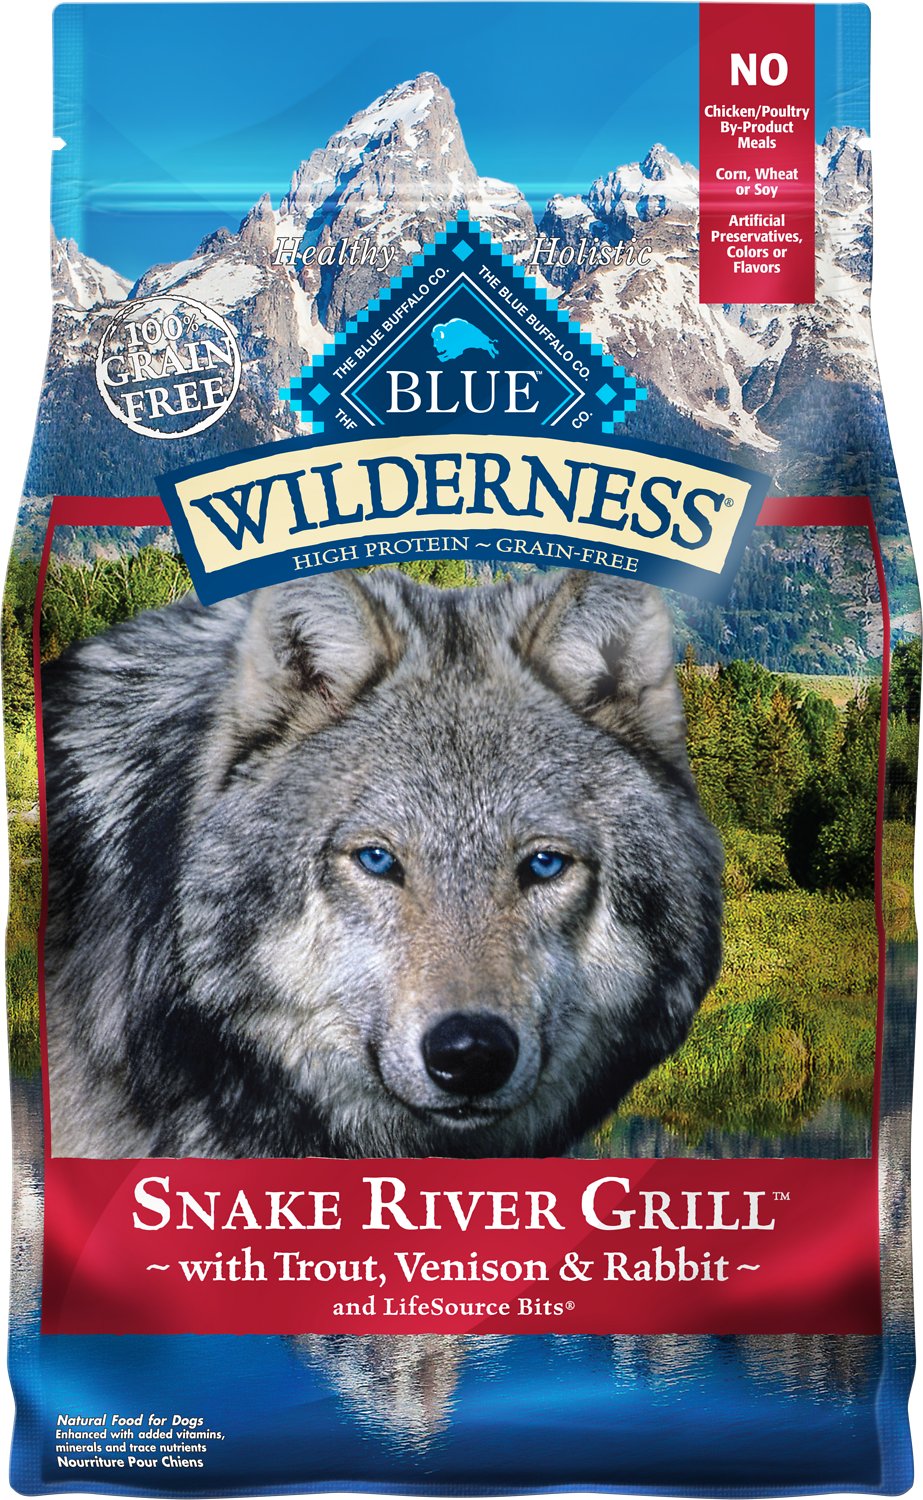 NO
Chicken/Poultry
By-Product
Meals
Corn, Wheat
or Soy
Artificial
Preservatives,
Colors or
Flavors
Healthy Holistic
100%
GRAIN
FREE
THE BLUE BUFFALO CO. THE BLUE BUFFALO CO.
THE CO.
BLUE™
WILDERNESS®
HIGH PROTEIN ~ GRAIN-FREE
SNAKE RIVER GRILL™
~ with Trout, Venison & Rabbit ~
and LifeSource Bits®
Natural Food for Dogs
Enhanced with added vitamins,
minerals and trace nutrients
Nourriture Pour Chiens